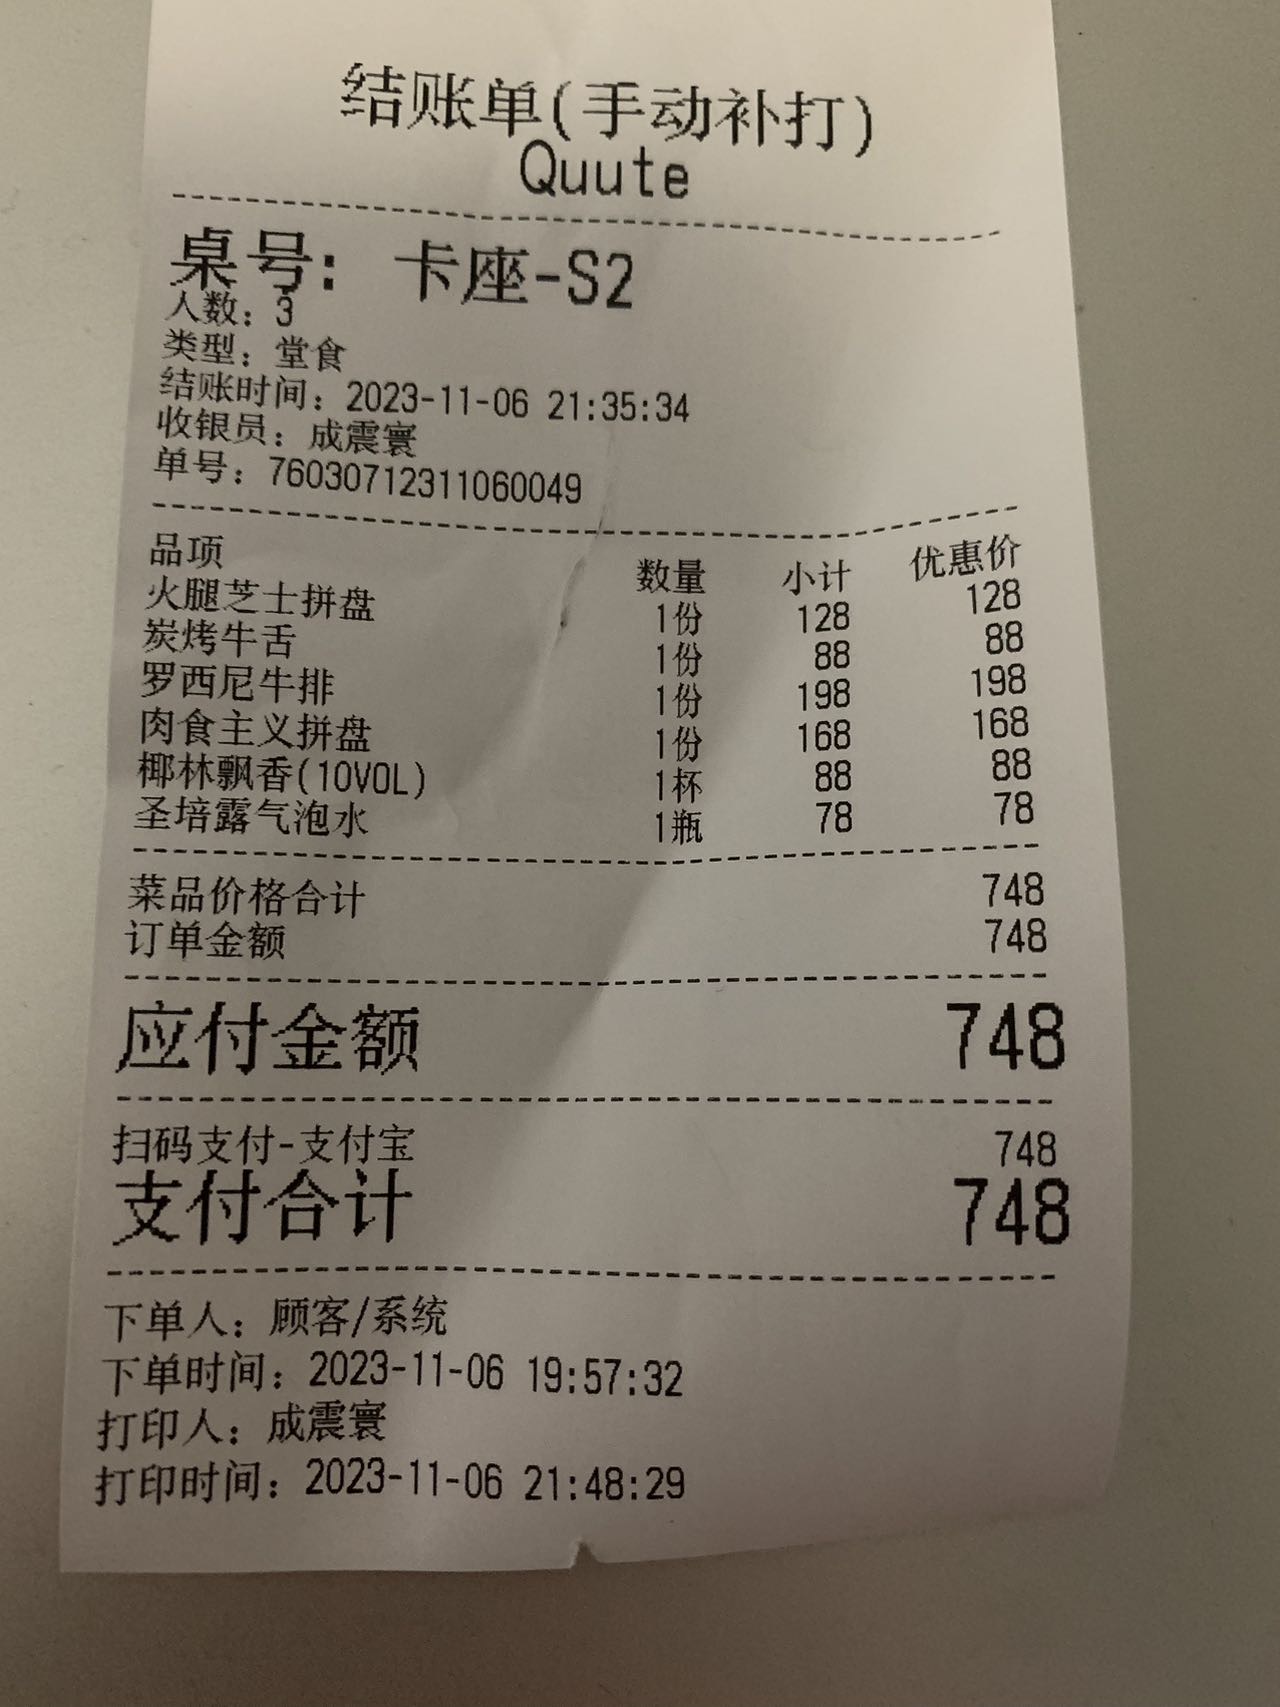 结账单(手动补打)
Quute
桌号: 卡座-S2
人数: 3
类型: 堂食
结账时间: 2023-11-06 21:35:34
收银员: 成震寰
单号: 76030712311060049
品项 数量 小计 优惠价
火腿芝士拼盘 1份 128 128
炭烤牛舌 1份 88 88
罗西尼牛排 1份 198 198
肉食主义拼盘 1份 168 168
椰林飘香(10VOL) 1杯 88 88
圣培露气泡水 1瓶 78 78
菜品价格合计 748
订单金额 748
应付金额 748
扫码支付-支付宝 748
支付合计 748
下单人: 顾客/系统
下单时间: 2023-11-06 19:57:32
打印人: 成震寰
打印时间: 2023-11-06 21:48:29